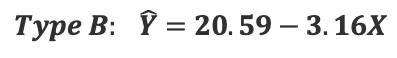 Type B: Ŷ = 20.59 − 3.16X